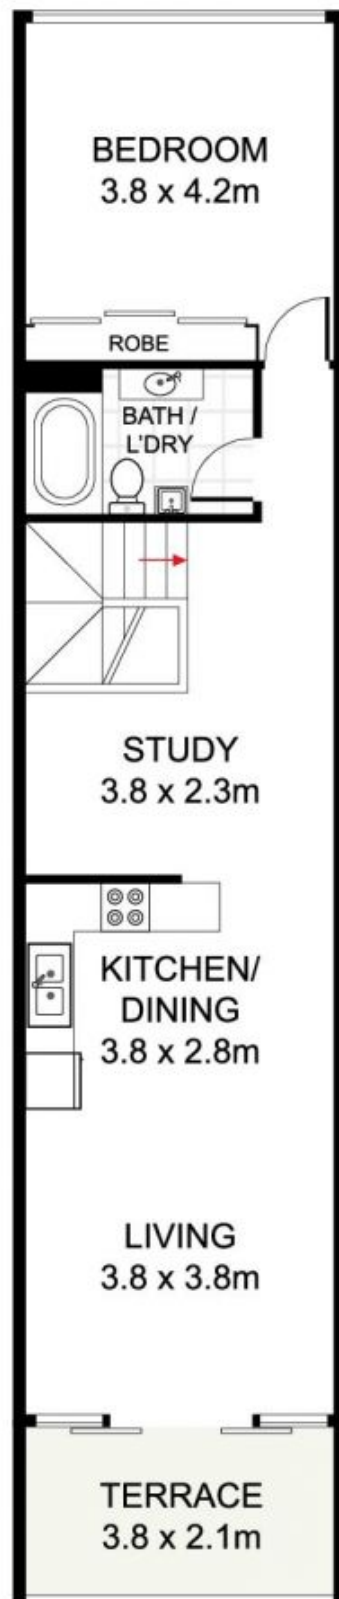 BEDROOM
3.8 x 4.2m
ROBE
BATH /
L'DRY
STUDY
3.8 x 2.3m
KITCHEN/
DINING
3.8 x 2.8m
LIVING
3.8 x 3.8m
TERRACE
3.8 x 2.1m